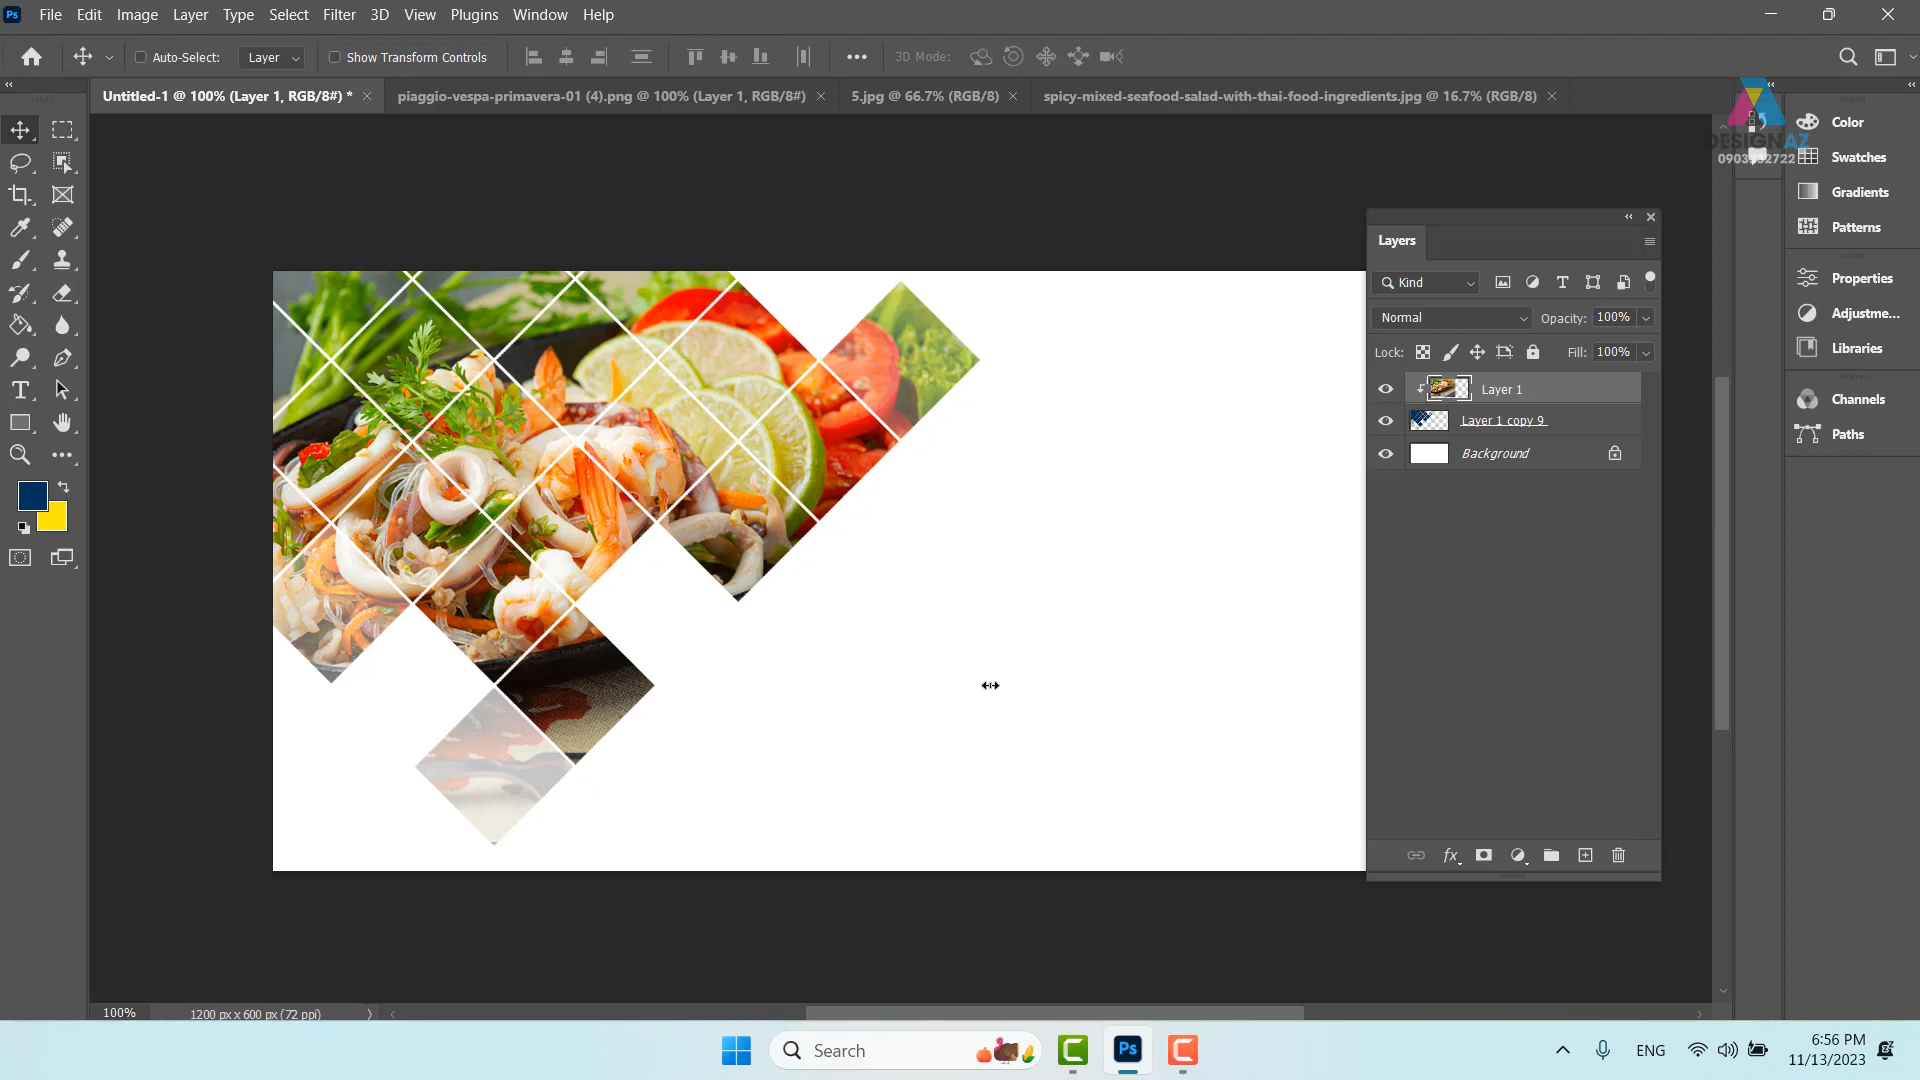 File Edit Image Layer Type Select Filter 3D View Plugins Window Help
Auto-Select: Layer Show Transform Controls 3D Mode:
Untitled-1 @ 100% (Layer 1, RGB/8#) * piaggio-vespa-primavera-01 (4).png @ 100% (Layer 1, RGB/8#) 5.jpg @ 66.7% (RGB/8) spicy-mixed-seafood-salad-with-thai-food-ingredients.jpg @ 16.7% (RGB/8)
DESIGNAZ
Color
Swatches
Gradients
Patterns
Properties
Adjustme...
Libraries
Channels
Paths
Layers
Kind
Normal Opacity: 100%
Lock: Fill: 100%
Layer 1
Layer 1 copy 9
Background
fx
100% 1200 px x 600 px (72 ppi)
Search
ENG
6:56 PM
11/13/2023